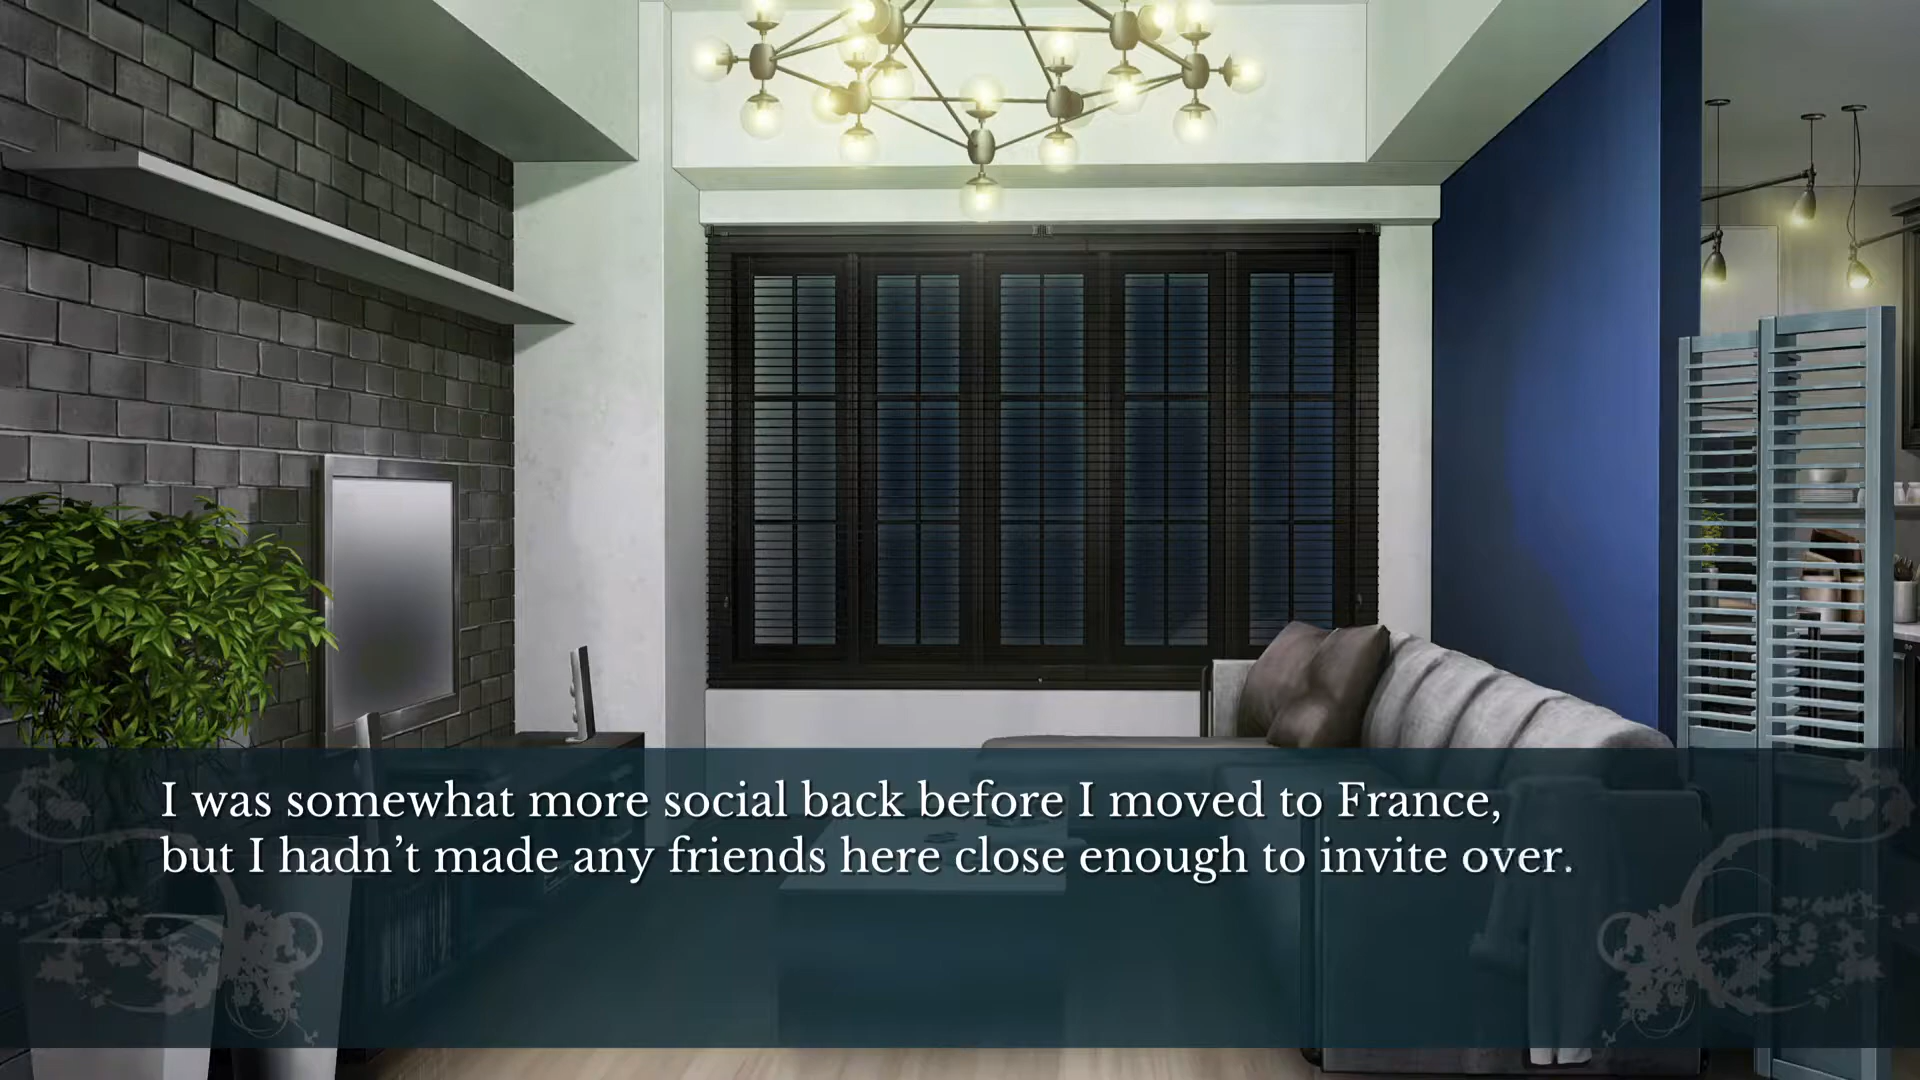 I was somewhat more social back before I moved to France,
but I hadn’t made any friends here close enough to invite over.